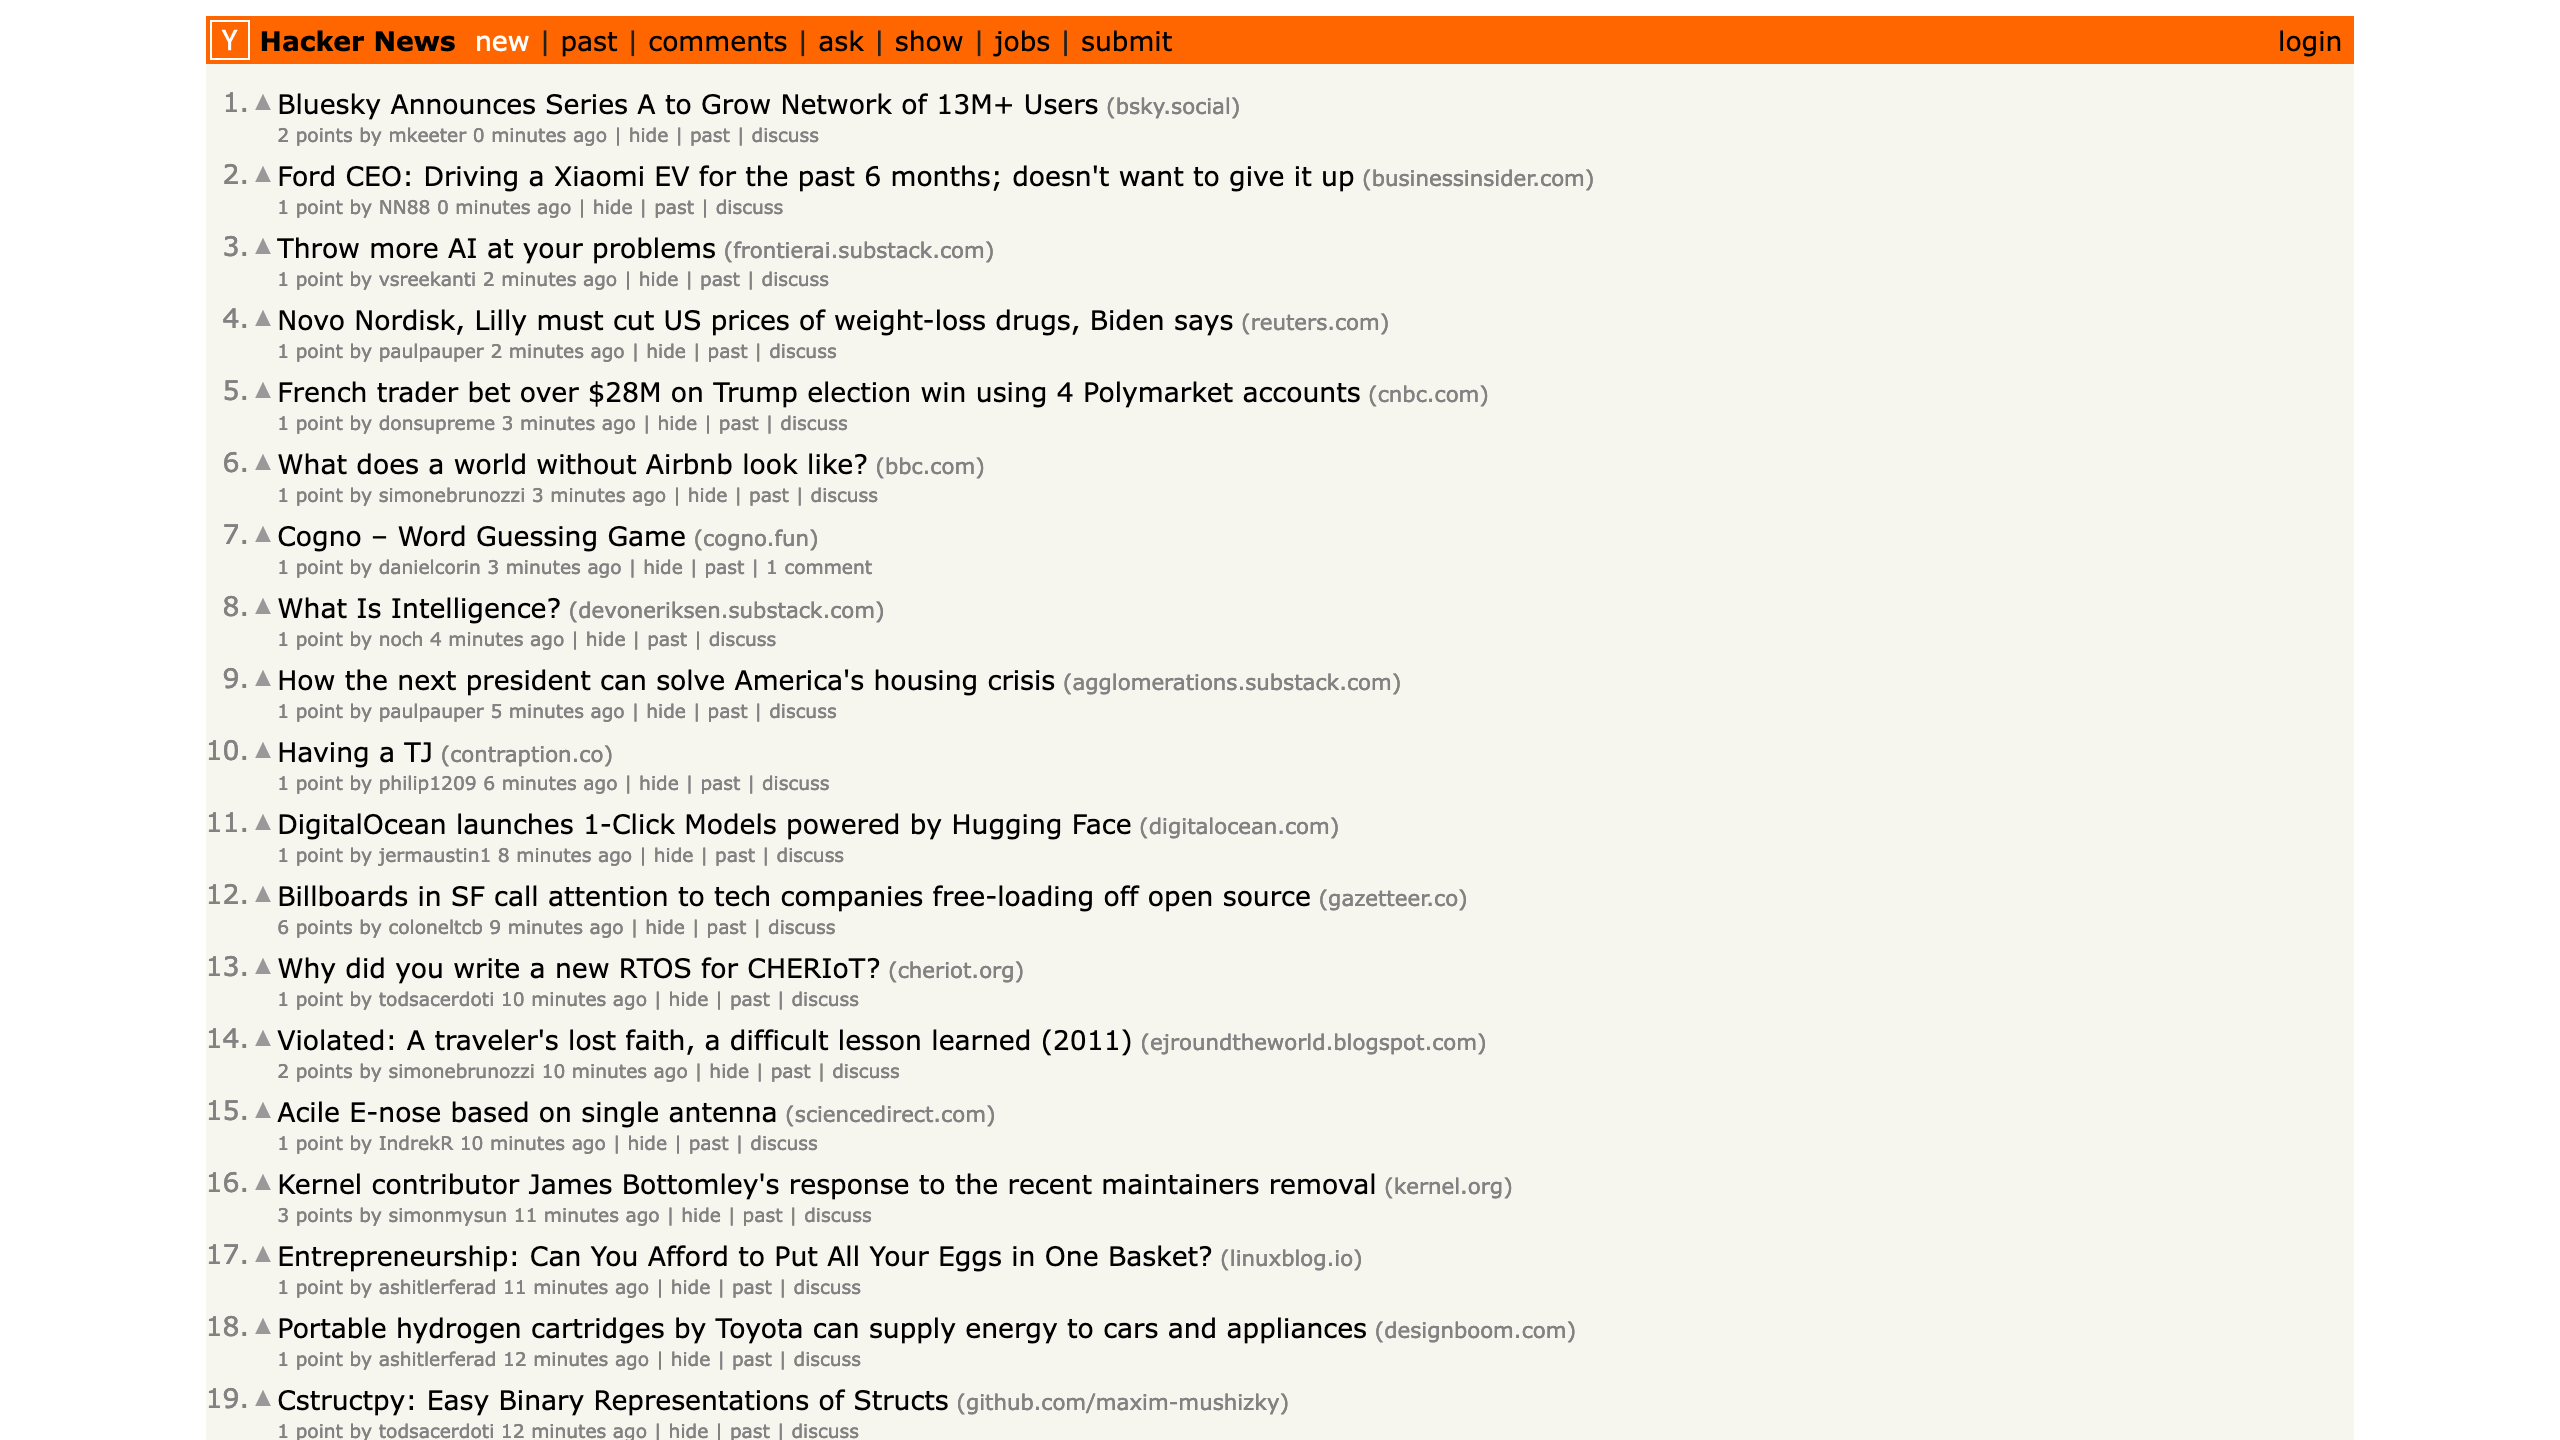 Y Hacker News new | past | comments | ask | show | jobs | submit login
1. ▲ Bluesky Announces Series A to Grow Network of 13M+ Users (bsky.social)
2 points by mkeeter 0 minutes ago | hide | past | discuss
2. ▲ Ford CEO: Driving a Xiaomi EV for the past 6 months; doesn't want to give it up (businessinsider.com)
1 point by NN88 0 minutes ago | hide | past | discuss
3. ▲ Throw more AI at your problems (frontierai.substack.com)
1 point by vsreekanti 2 minutes ago | hide | past | discuss
4. ▲ Novo Nordisk, Lilly must cut US prices of weight-loss drugs, Biden says (reuters.com)
1 point by paulpauper 2 minutes ago | hide | past | discuss
5. ▲ French trader bet over $28M on Trump election win using 4 Polymarket accounts (cnbc.com)
1 point by donsupreme 3 minutes ago | hide | past | discuss
6. ▲ What does a world without Airbnb look like? (bbc.com)
1 point by simonebrunozzi 3 minutes ago | hide | past | discuss
7. ▲ Cogno – Word Guessing Game (cogno.fun)
1 point by danielcorin 3 minutes ago | hide | past | 1 comment
8. ▲ What Is Intelligence? (devoneriksen.substack.com)
1 point by noch 4 minutes ago | hide | past | discuss
9. ▲ How the next president can solve America's housing crisis (agglomerations.substack.com)
1 point by paulpauper 5 minutes ago | hide | past | discuss
10. ▲ Having a TJ (contraption.co)
1 point by philip1209 6 minutes ago | hide | past | discuss
11. ▲ DigitalOcean launches 1-Click Models powered by Hugging Face (digitalocean.com)
1 point by jermaustin1 8 minutes ago | hide | past | discuss
12. ▲ Billboards in SF call attention to tech companies free-loading off open source (gazetteer.co)
6 points by coloneltcb 9 minutes ago | hide | past | discuss
13. ▲ Why did you write a new RTOS for CHERIoT? (cheriot.org)
1 point by todsacerdoti 10 minutes ago | hide | past | discuss
14. ▲ Violated: A traveler's lost faith, a difficult lesson learned (2011) (ejroundtheworld.blogspot.com)
2 points by simonebrunozzi 10 minutes ago | hide | past | discuss
15. ▲ Acile E-nose based on single antenna (sciencedirect.com)
1 point by IndrekR 10 minutes ago | hide | past | discuss
16. ▲ Kernel contributor James Bottomley's response to the recent maintainers removal (kernel.org)
3 points by simonmysun 11 minutes ago | hide | past | discuss
17. ▲ Entrepreneurship: Can You Afford to Put All Your Eggs in One Basket? (linuxblog.io)
1 point by ashitlerferad 11 minutes ago | hide | past | discuss
18. ▲ Portable hydrogen cartridges by Toyota can supply energy to cars and appliances (designboom.com)
1 point by ashitlerferad 12 minutes ago | hide | past | discuss
19. ▲ Cstructpy: Easy Binary Representations of Structs (github.com/maxim-mushizky)
1 point by todsacerdoti 12 minutes ago | hide | past | discuss